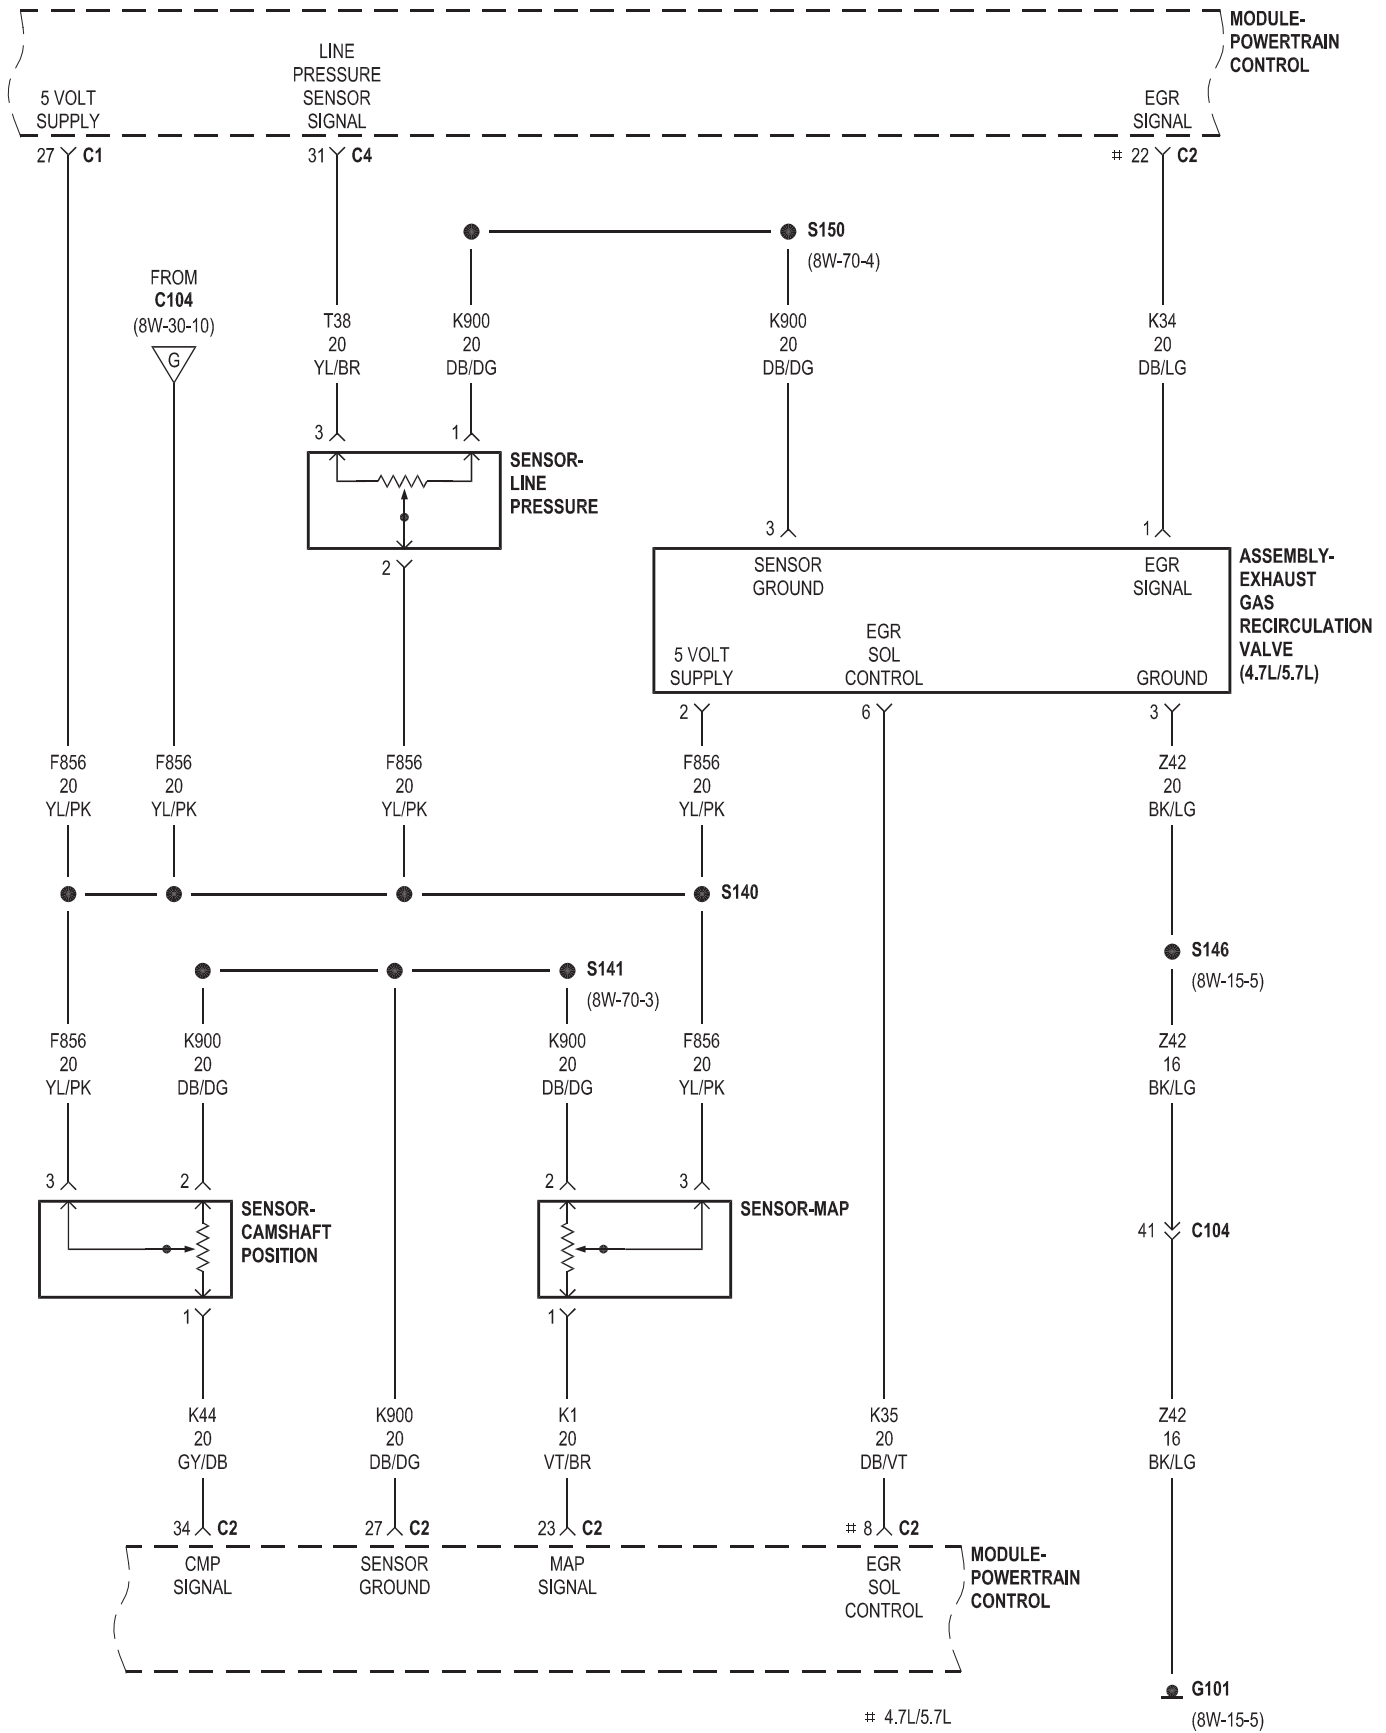 MODULE-
POWERTRAIN
CONTROL
LINE
PRESSURE
SENSOR
SIGNAL
5 VOLT
SUPPLY
EGR
SIGNAL
27 C1
31 C4
# 22 C2
S150
(8W-70-4)
FROM
C104
(8W-30-10)
G
T38
20
YL/BR
K900
20
DB/DG
K900
20
DB/DG
K34
20
DB/LG
3
1
SENSOR-
LINE
PRESSURE
2
3
1
SENSOR
GROUND
EGR
SIGNAL
5 VOLT
SUPPLY
EGR
SOL
CONTROL
GROUND
ASSEMBLY-
EXHAUST
GAS
RECIRCULATION
VALVE
(4.7L/5.7L)
2
6
3
F856
20
YL/PK
F856
20
YL/PK
F856
20
YL/PK
F856
20
YL/PK
Z42
20
BK/LG
S140
S141
(8W-70-3)
S146
(8W-15-5)
F856
20
YL/PK
K900
20
DB/DG
K900
20
DB/DG
F856
20
YL/PK
Z42
16
BK/LG
3
2
2
3
SENSOR-
CAMSHAFT
POSITION
SENSOR-MAP
41 C104
1
1
K44
20
GY/DB
K900
20
DB/DG
K1
20
VT/BR
K35
20
DB/VT
Z42
16
BK/LG
34 C2
27 C2
23 C2
# 8 C2
CMP
SIGNAL
SENSOR
GROUND
MAP
SIGNAL
EGR
SOL
CONTROL
MODULE-
POWERTRAIN
CONTROL
G101
(8W-15-5)
# 4.7L/5.7L